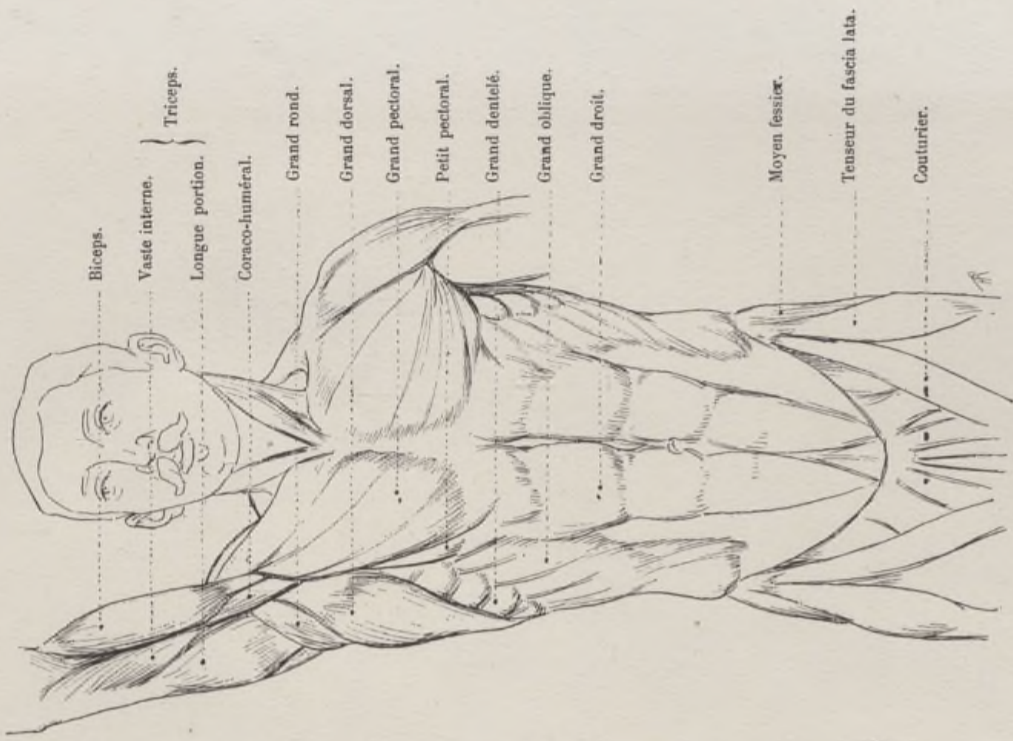 Biceps.
Vaste interne.
Longue portion.
Triceps.
Coraco-huméral.
Grand rond.
Grand dorsal.
Grand pectoral.
Petit pectoral.
Grand dentelé.
Grand oblique.
Grand droit.
Moyen fessier.
Tenseur du fascia lata.
Couturier.